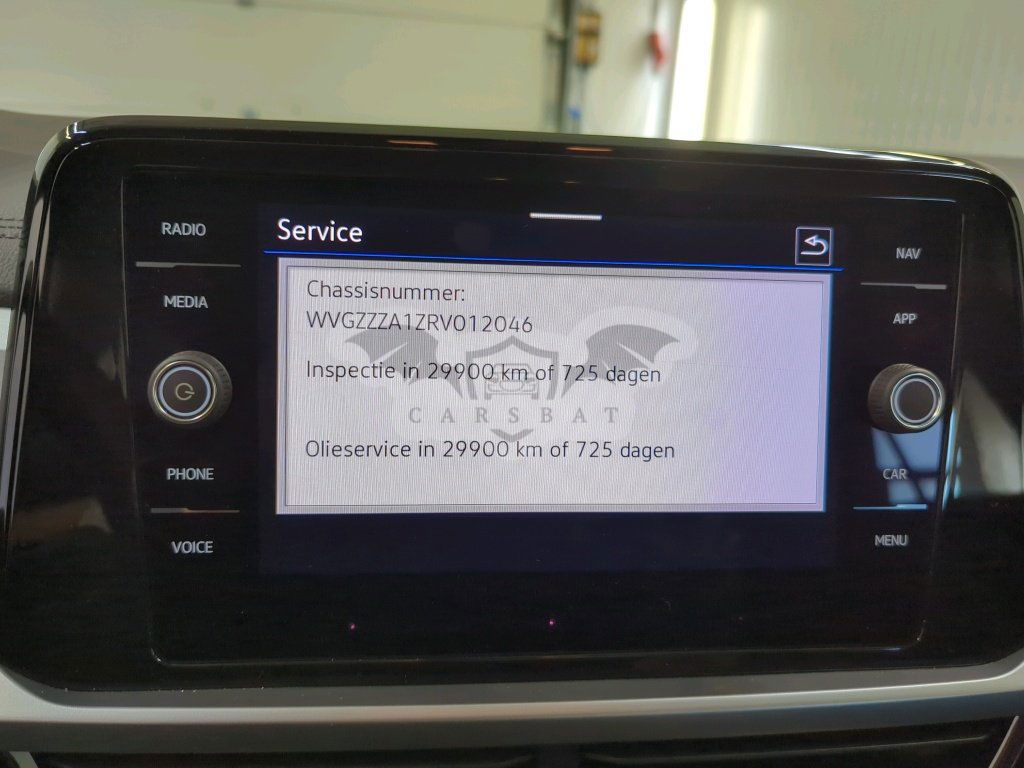 RADIO
MEDIA
PHONE
VOICE
Service
Chassisnummer:
WVGZZZA1ZRV012046
Inspectie in 29900 km of 725 dagen
CARSBAT
Olieservice in 29900 km of 725 dagen
NAV
APP
CAR
MENU